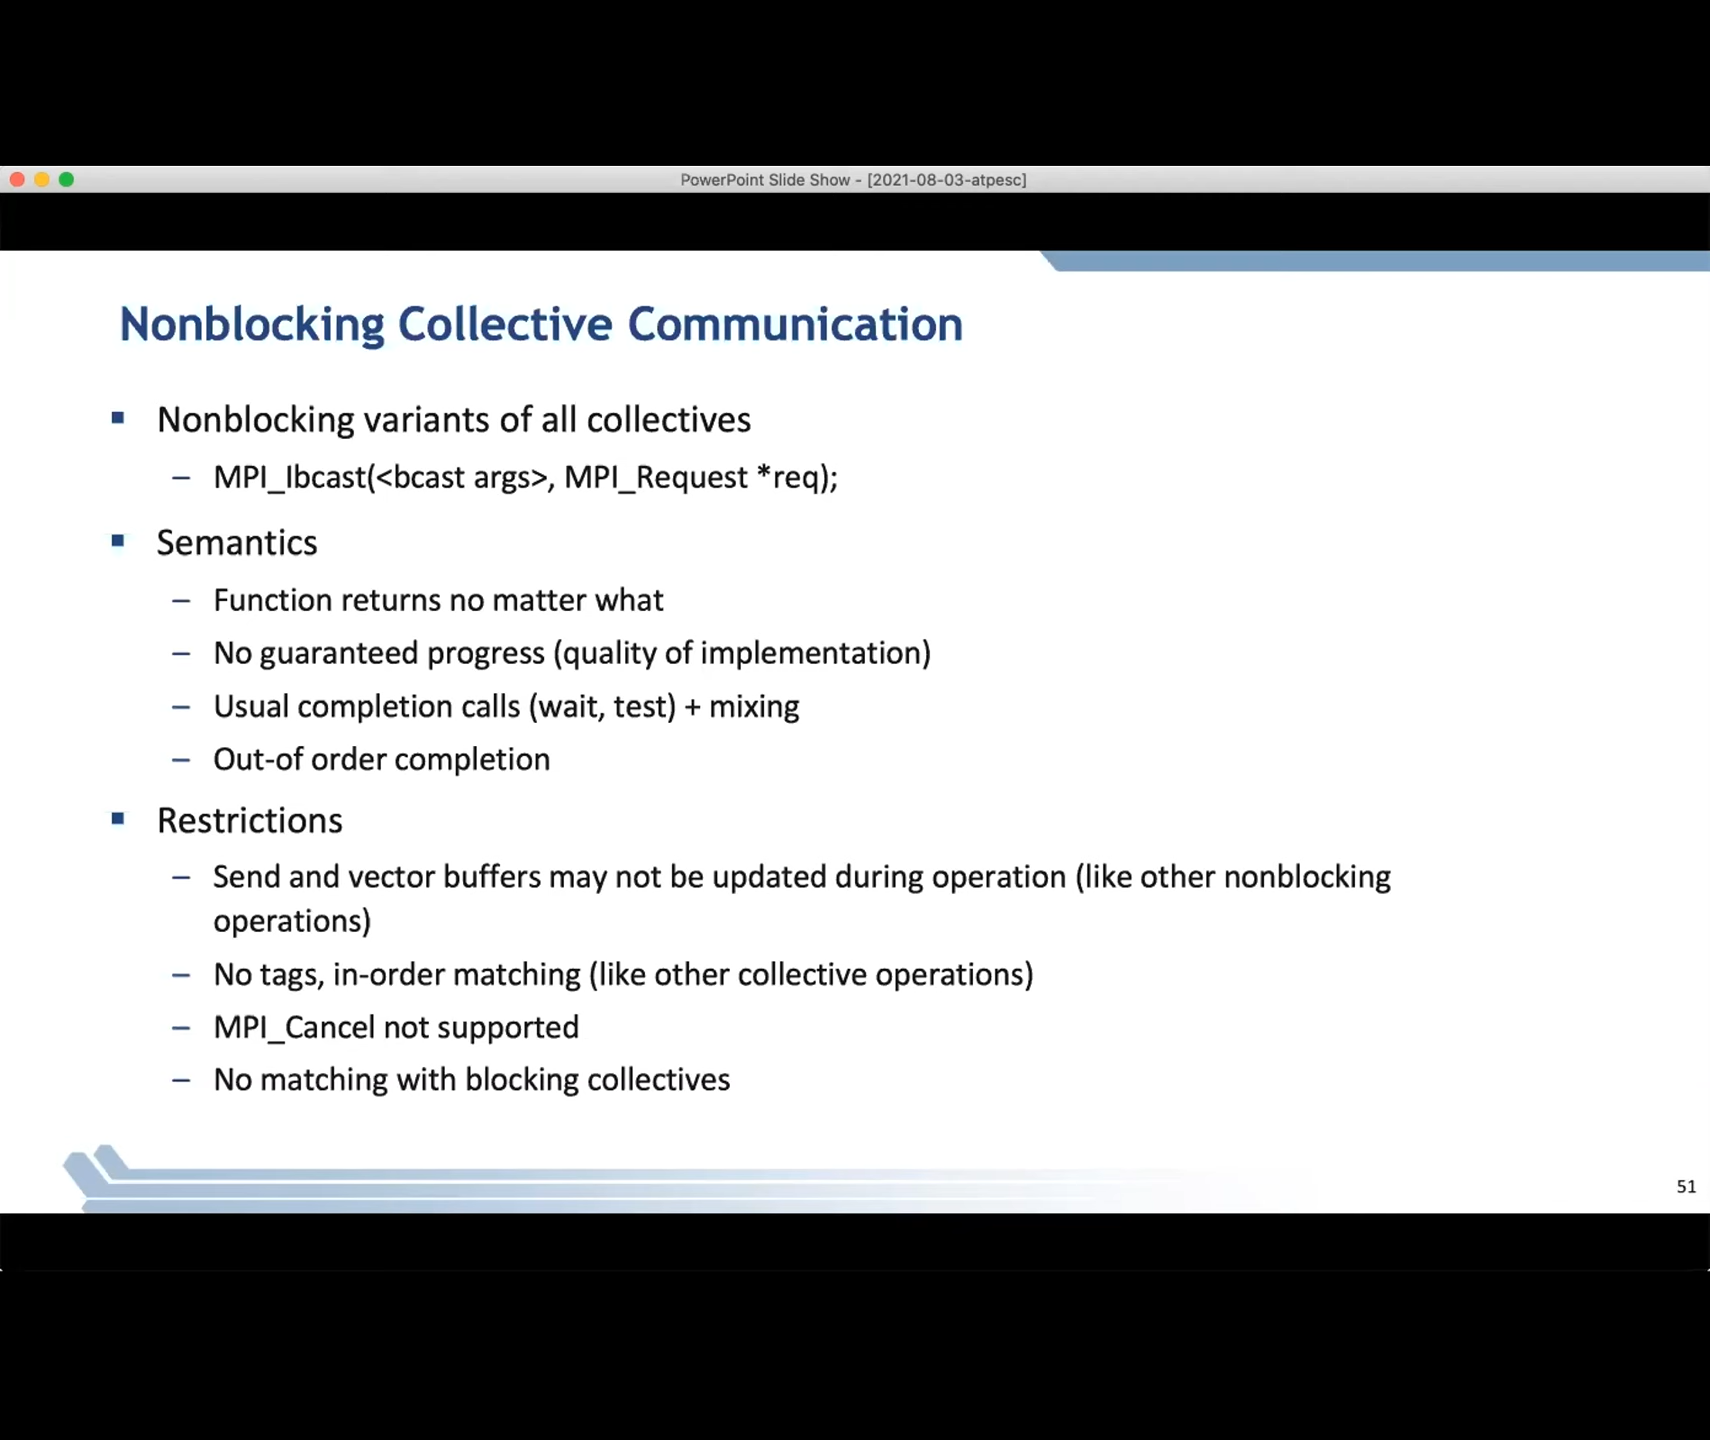 PowerPoint Slide Show - [2021-08-03-atpesc]
Nonblocking Collective Communication
▪ Nonblocking variants of all collectives
– MPI_Ibcast(<bcast args>, MPI_Request *req);
▪ Semantics
– Function returns no matter what
– No guaranteed progress (quality of implementation)
– Usual completion calls (wait, test) + mixing
– Out-of order completion
▪ Restrictions
– Send and vector buffers may not be updated during operation (like other nonblocking
operations)
– No tags, in-order matching (like other collective operations)
– MPI_Cancel not supported
– No matching with blocking collectives
51